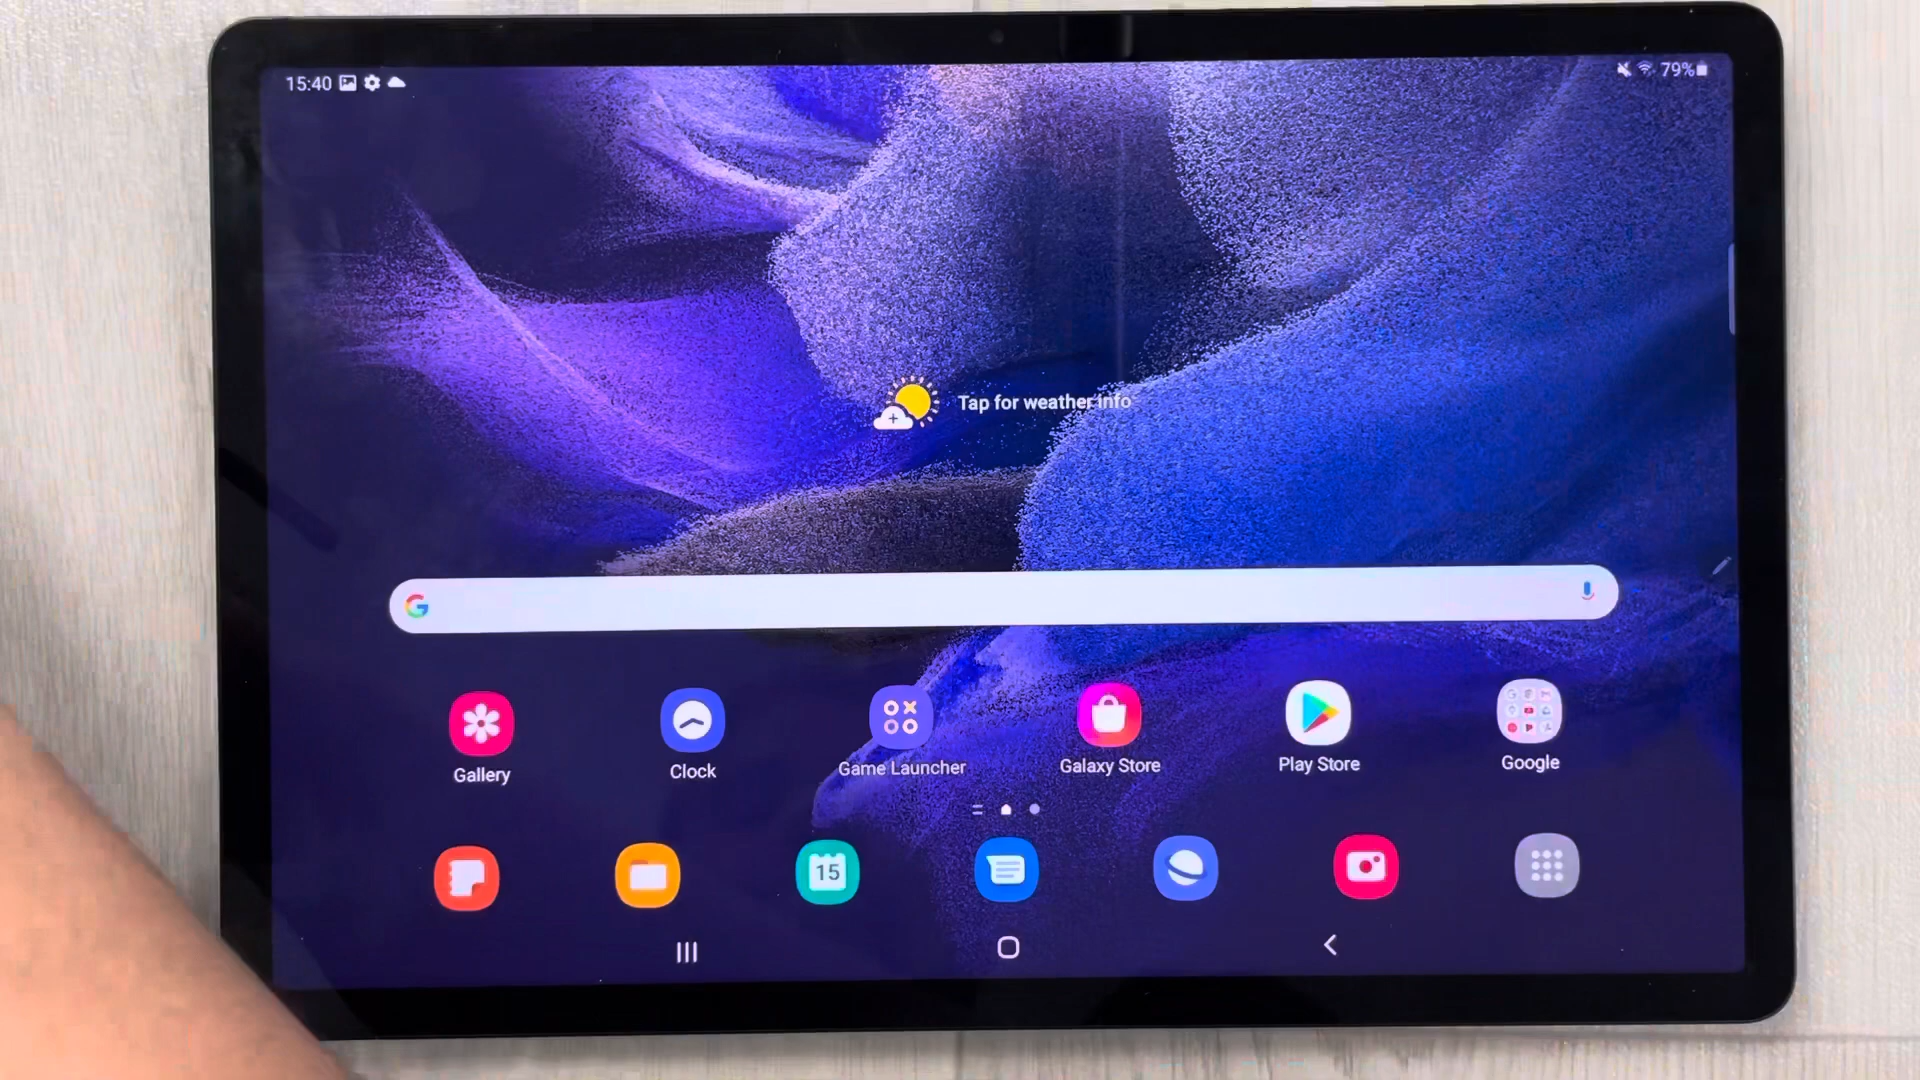 15:40
79%
Tap for weather info
Gallery
Clock
Game Launcher
Galaxy Store
Play Store
Google
15